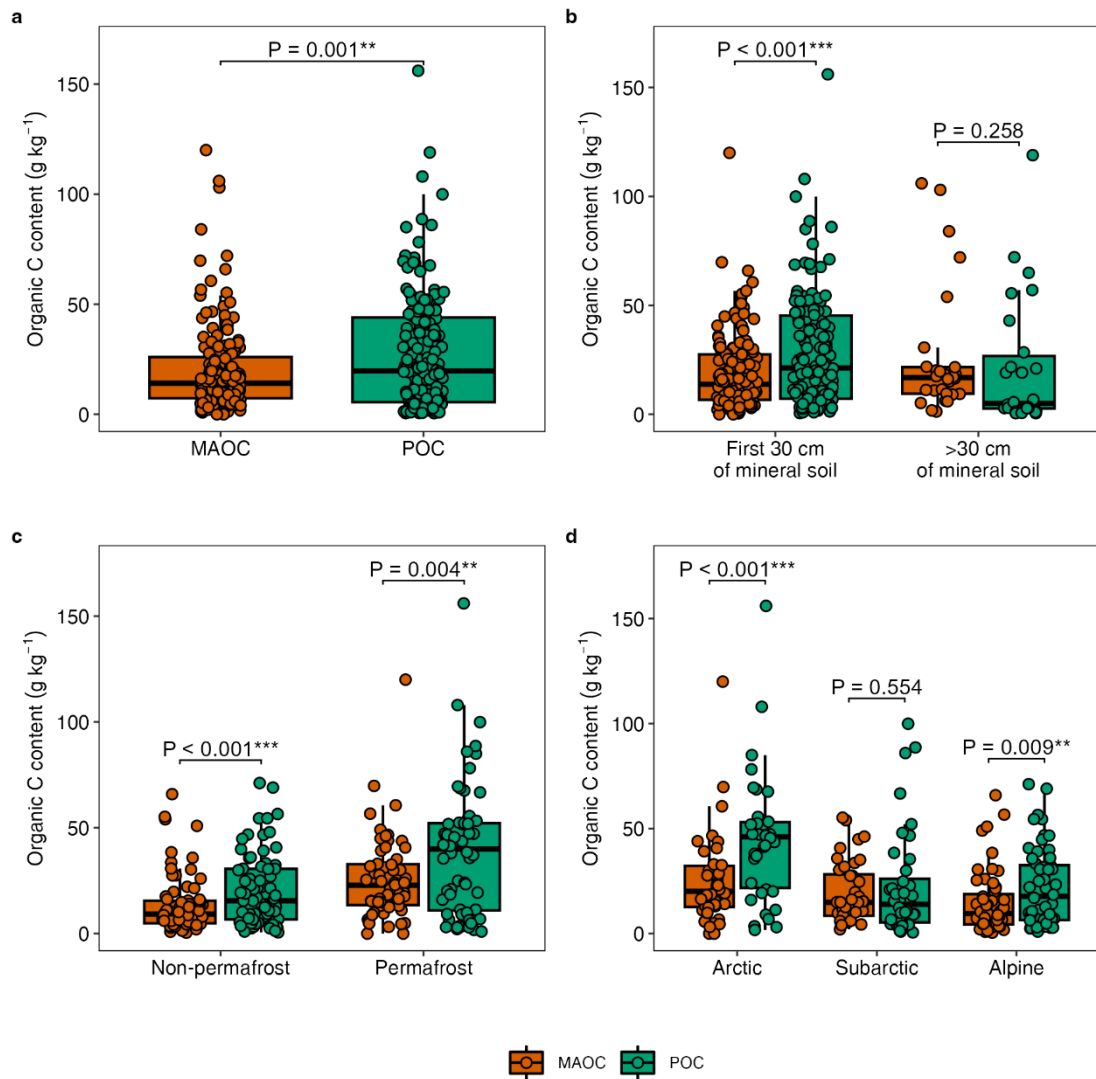 a
P = 0.001**
Organic C content (g kg⁻¹)
150
100
50
0
MAOC
POC
b
P < 0.001***
P = 0.258
Organic C content (g kg⁻¹)
150
100
50
0
First 30 cm
of mineral soil
>30 cm
of mineral soil
c
P < 0.001***
P = 0.004**
Organic C content (g kg⁻¹)
150
100
50
0
Non-permafrost
Permafrost
d
P < 0.001***
P = 0.554
P = 0.009**
Organic C content (g kg⁻¹)
150
100
50
0
Arctic
Subarctic
Alpine
MAOC
POC